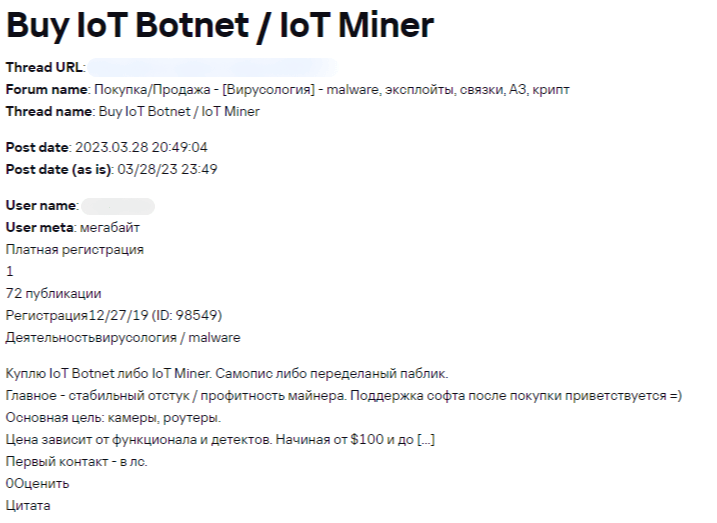 Buy IoT Botnet / IoT Miner
Thread URL:
Forum name: Покупка/Продажа - [Вирусология] - malware, эксплойты, связки, АЗ, крипт
Thread name: Buy IoT Botnet / IoT Miner
Post date: 2023.03.28 20:49:04
Post date (as is): 03/28/23 23:49
User name:
User meta: мегабайт
Платная регистрация
1
72 публикации
Регистрация12/27/19 (ID: 98549)
Деятельностьвирусология / malware
Куплю IoT Botnet либо IoT Miner. Самопис либо переделаный паблик.
Главное - стабильный отстук / профитность майнера. Поддержка софта после покупки приветствуется =)
Основная цель: камеры, роутеры.
Цена зависит от функционала и детектов. Начиная от $100 и до [...]
Первый контакт - в лс.
0Оценить
Цитата